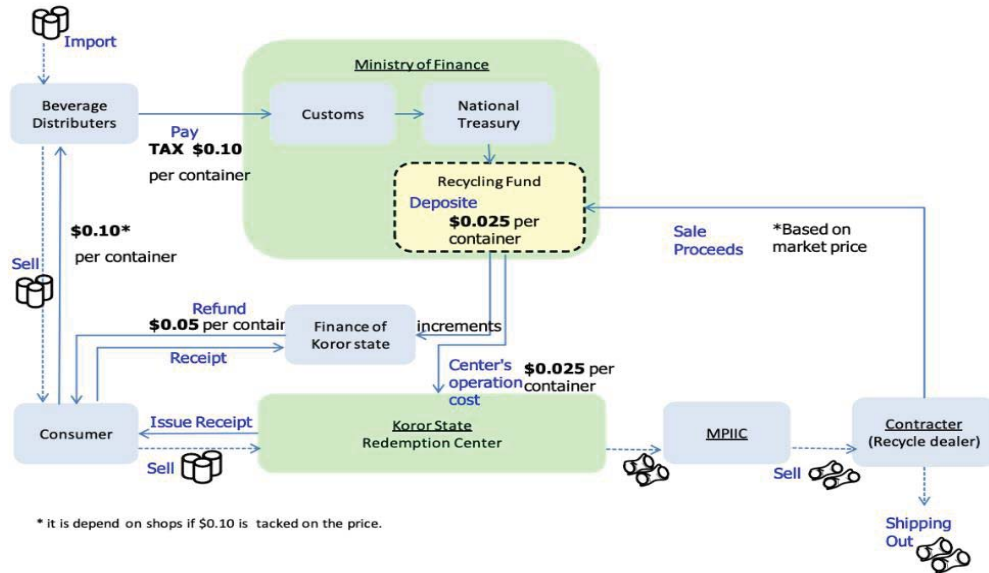 Import
Ministry of Finance
Beverage
Distributers
Customs
National
Treasury
Pay
TAX $0.10
per container
Recycling Fund
Deposite
$0.025 per
container
$0.10*
per container
Sell
Sale
Proceeds
*Based on
market price
Refund
$0.05 per contain
Finance of
Koror state
increments
Receipt
Center's
operation
cost
$0.025 per
container
Consumer
Issue Receipt
Sell
Koror State
Redemption Center
MPIIC
Sell
Contracter
(Recycle dealer)
* it is depend on shops if $0.10 is tacked on the price.
Shipping
Out